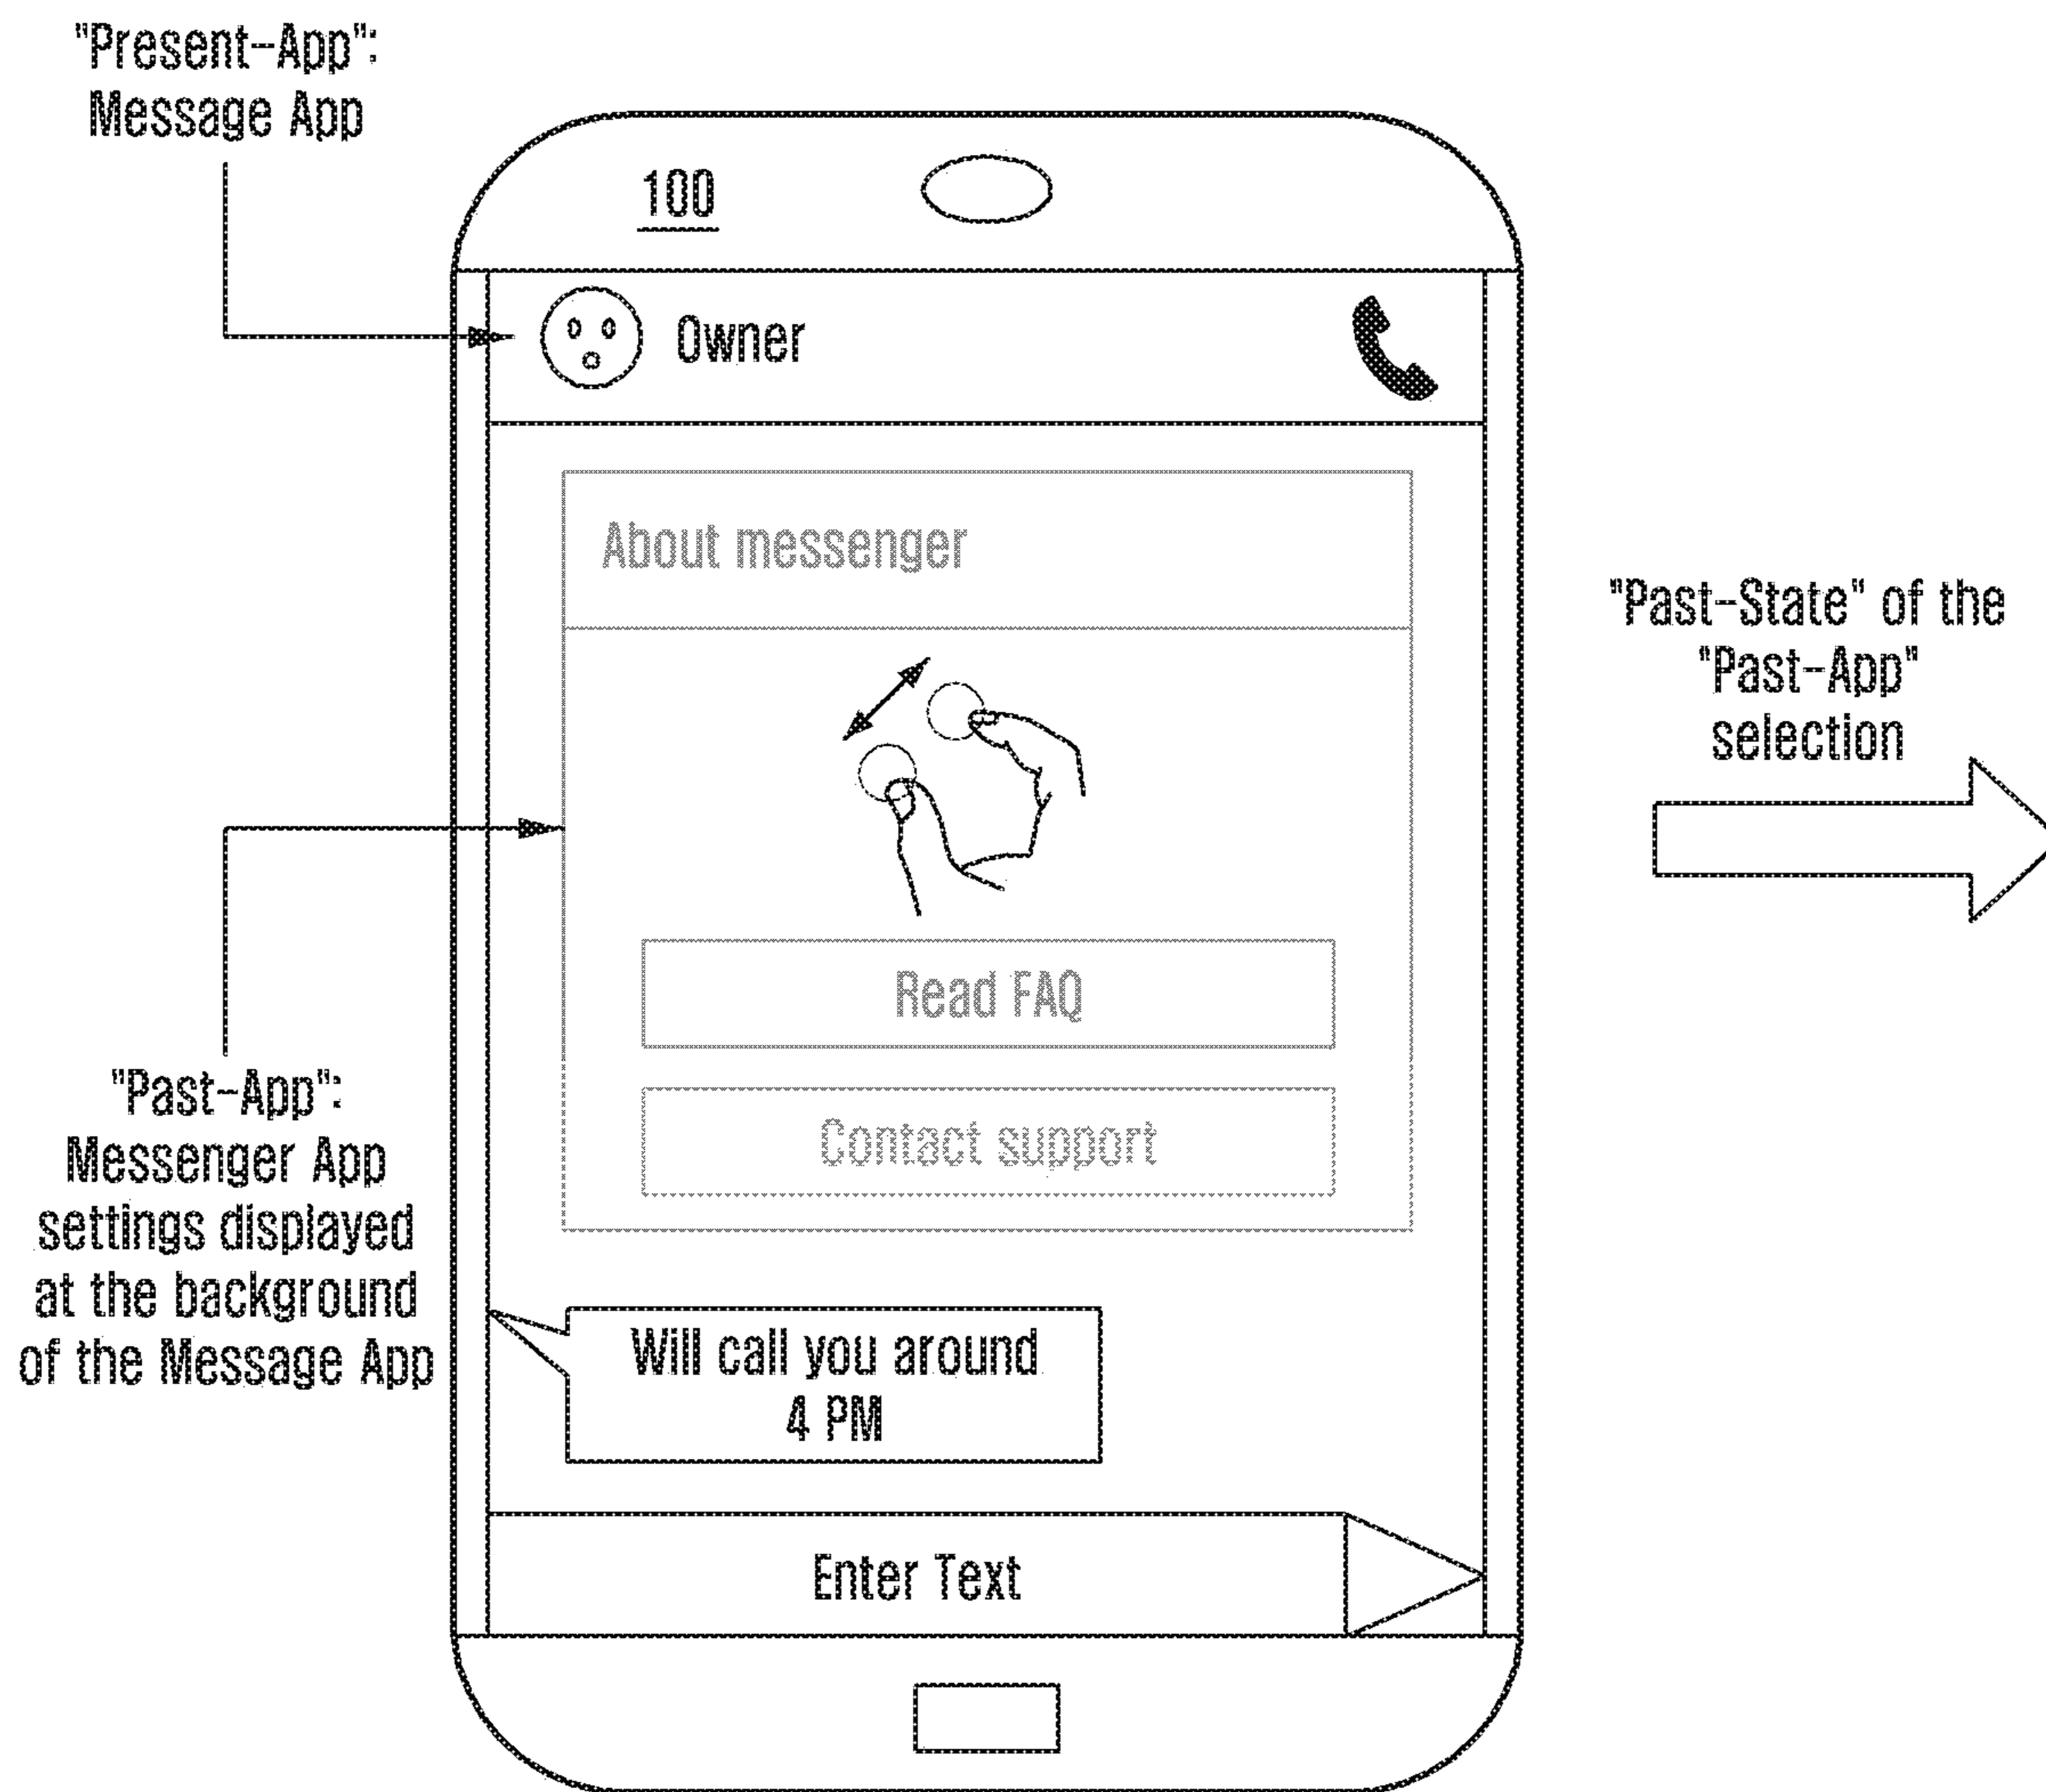 "Present-App":
Message App
100
Owner
About messenger
"Past-State" of the
"Past-App"
selection
Read FAQ
Contact support
"Past-App":
Messenger App
settings displayed
at the background
of the Message App
Will call you around
4 PM
Enter Text